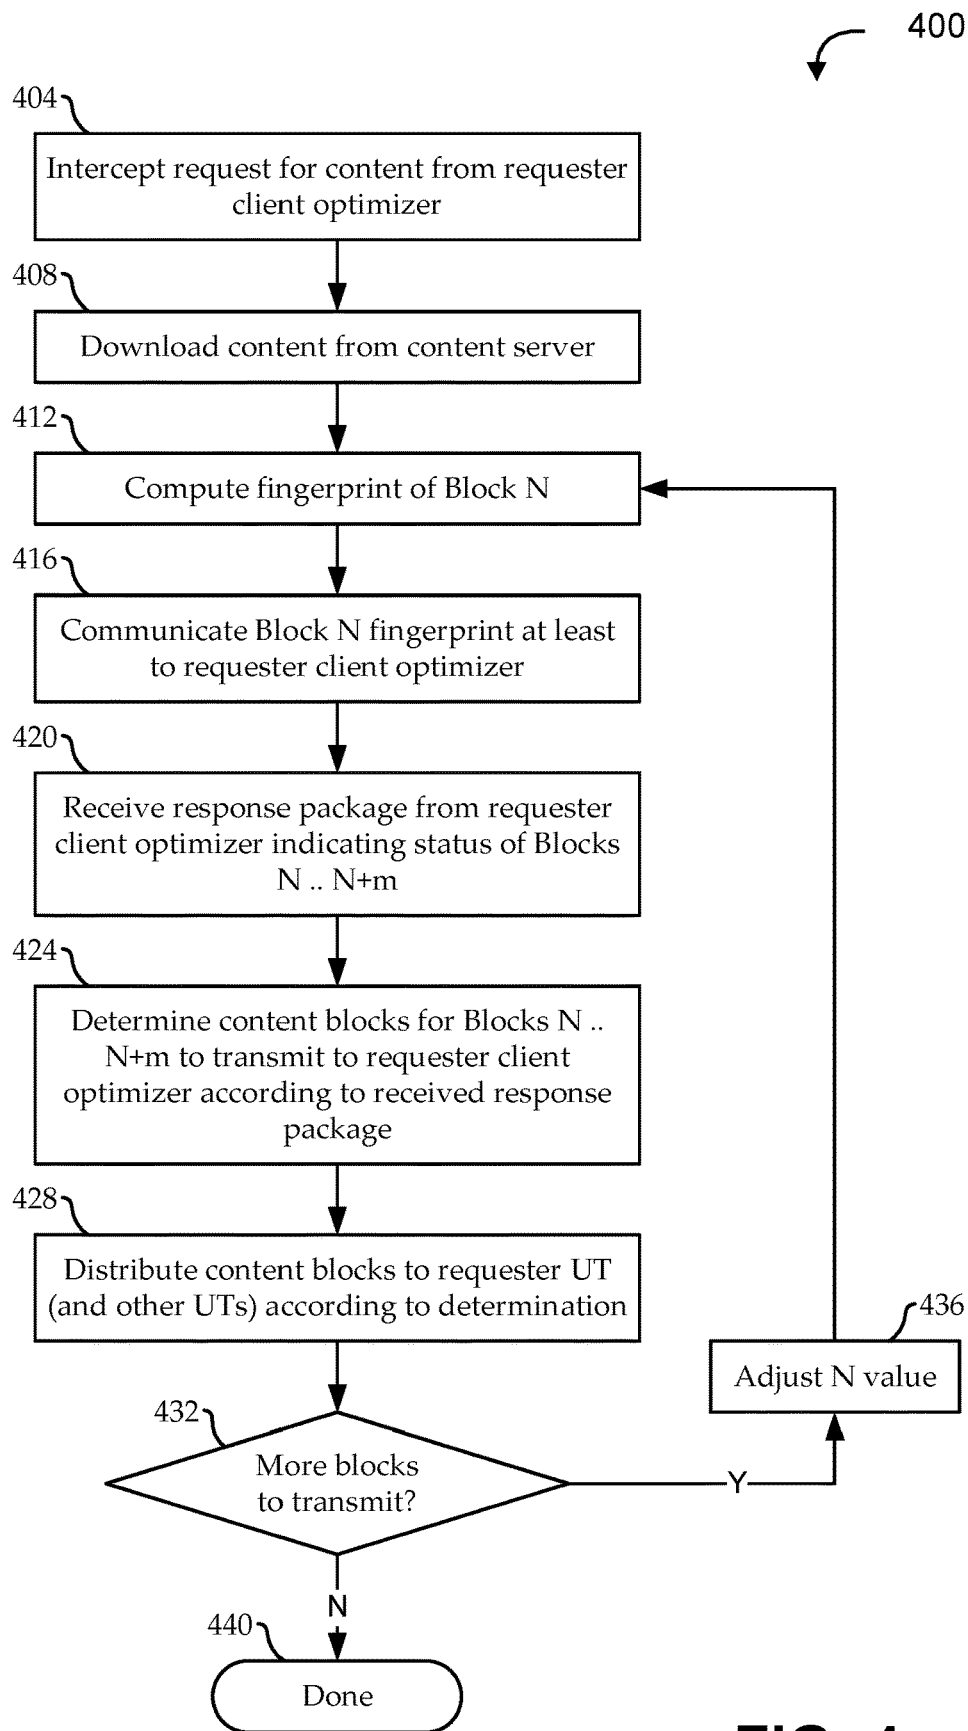 400
404
Intercept request for content from requester
client optimizer
408
Download content from content server
412
Compute fingerprint of Block N
416
Communicate Block N fingerprint at least
to requester client optimizer
420
Receive response package from requester
client optimizer indicating status of Blocks
N .. N+m
424
Determine content blocks for Blocks N ..
N+m to transmit to requester client
optimizer according to received response
package
428
Distribute content blocks to requester UT
(and other UTs) according to determination
436
Adjust N value
432
More blocks
to transmit?
Y
N
440
Done